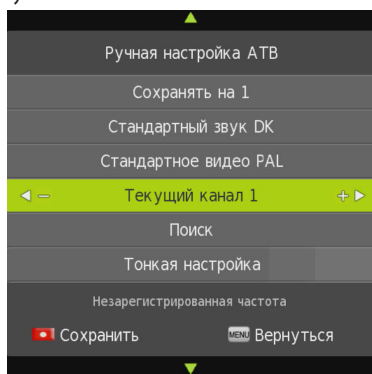 Ручная настройка АТВ
Сохранять на 1
Стандартный звук DK
Стандартное видео PAL
− Текущий канал 1 +
Поиск
Тонкая настройка
Незарегистрированная частота
Сохранить MENU Вернуться